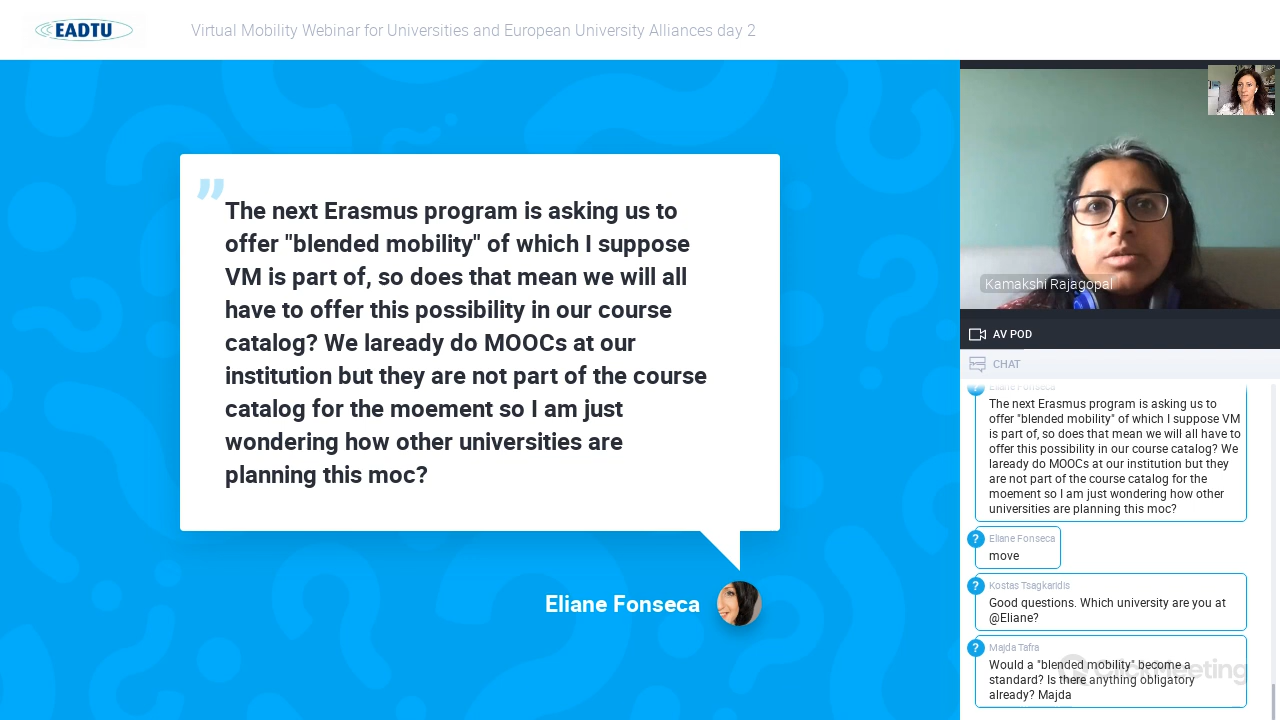 EADTU
Virtual Mobility Webinar for Universities and European University Alliances day 2
”
The next Erasmus program is asking us to
offer "blended mobility" of which I suppose
VM is part of, so does that mean we will all
have to offer this possibility in our course
catalog? We laready do MOOCs at our
institution but they are not part of the course
catalog for the moement so I am just
wondering how other universities are
planning this moc?
Eliane Fonseca
Kamakshi Rajagopal
AV POD
CHAT
Eliane Fonseca
The next Erasmus program is asking us to
offer "blended mobility" of which I suppose VM
is part of, so does that mean we will all have to
offer this possibility in our course catalog? We
laready do MOOCs at our institution but they
are not part of the course catalog for the
moement so I am just wondering how other
universities are planning this moc?
? Eliane Fonseca
move
? Kostas Tsagkaridis
Good questions. Which university are you at
@Eliane?
? Majda Tafra
Would a "blended mobility" become a
standard? Is there anything obligatory
already? Majda